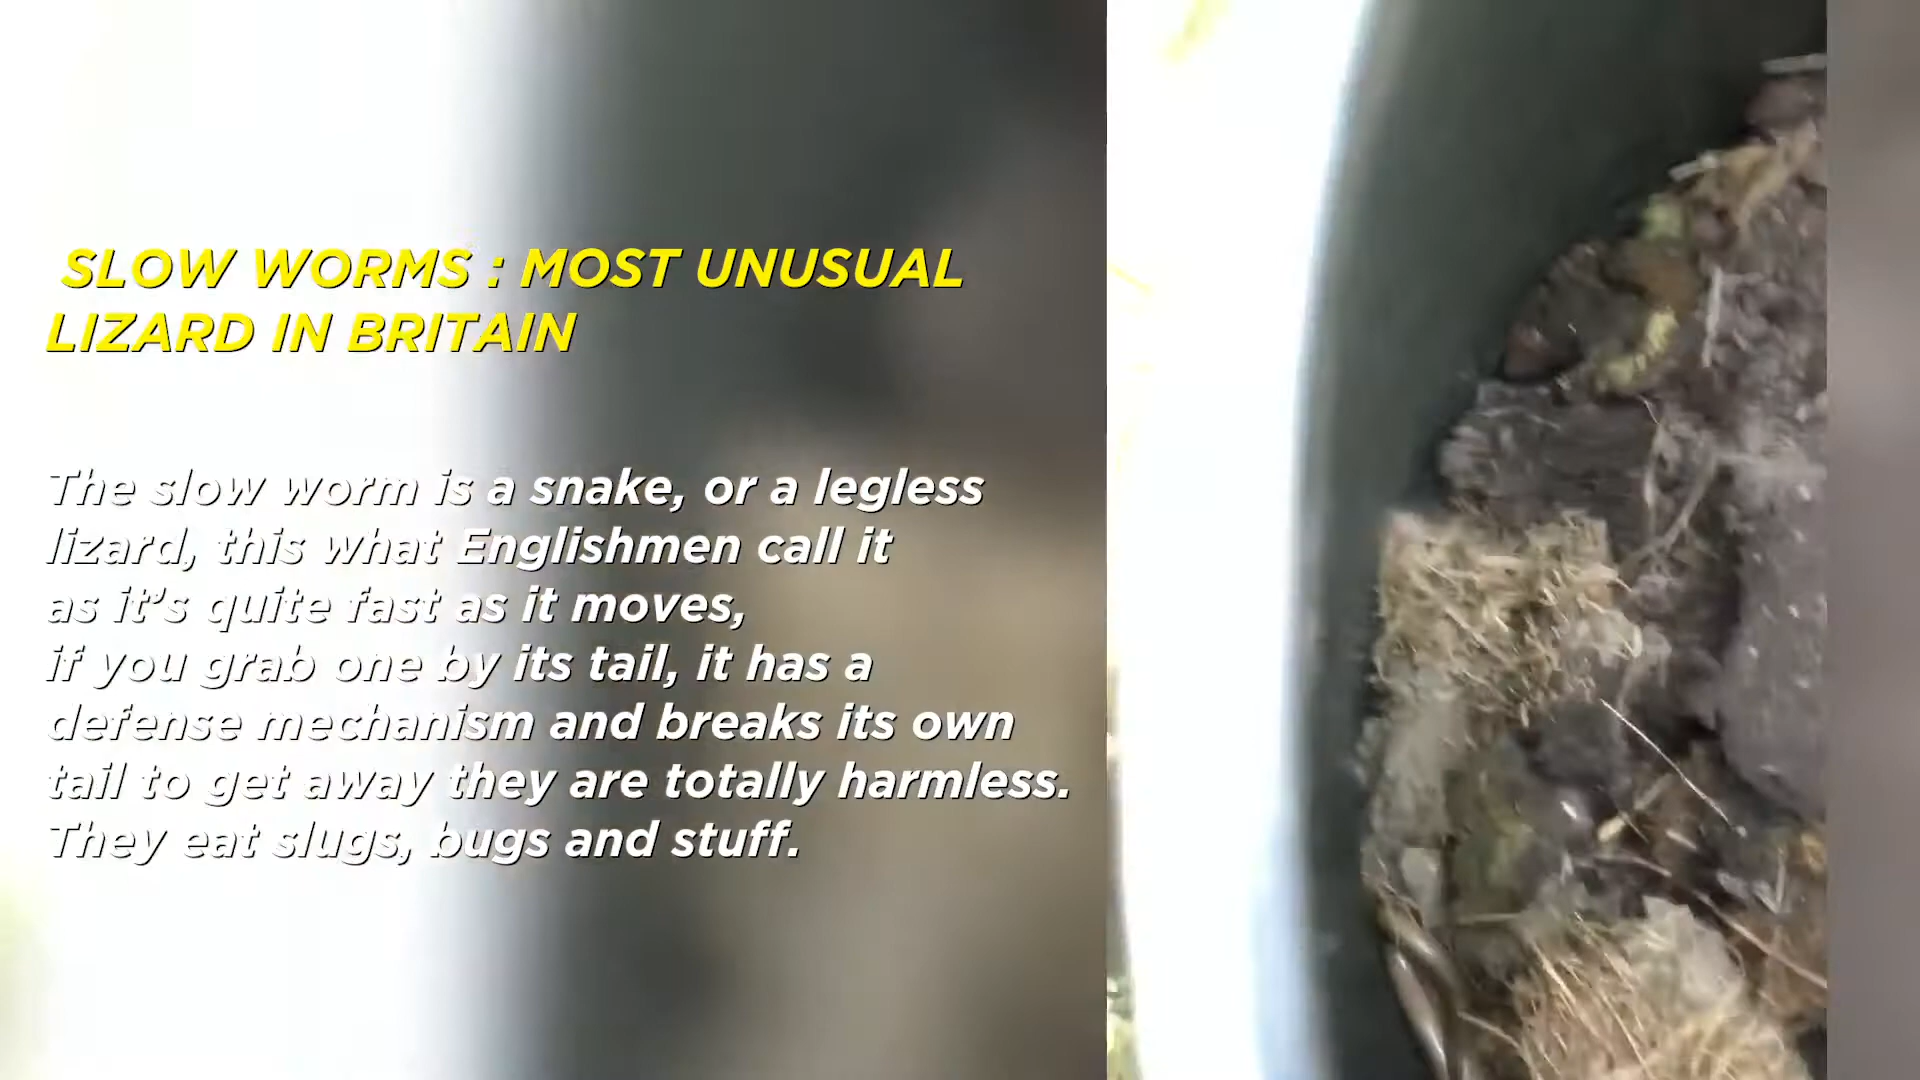 SLOW WORMS : MOST UNUSUAL
LIZARD IN BRITAIN
The slow worm is a snake, or a legless
lizard, this what Englishmen call it
as it's quite fast as it moves,
if you grab one by its tail, it has a
defense mechanism and breaks its own
tail to get away they are totally harmless.
They eat slugs, bugs and stuff.